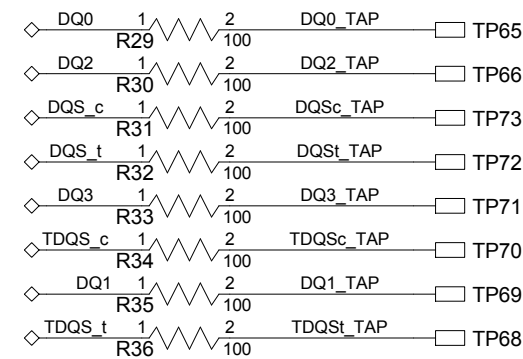 DQ0 1 2 DQ0_TAP TP65
R29 100
DQ2 1 2 DQ2_TAP TP66
R30 100
DQS_c 1 2 DQSc_TAP TP73
R31 100
DQS_t 1 2 DQSt_TAP TP72
R32 100
DQ3 1 2 DQ3_TAP TP71
R33 100
TDQS_c 1 2 TDQSc_TAP TP70
R34 100
DQ1 1 2 DQ1_TAP TP69
R35 100
TDQS_t 1 2 TDQSt_TAP TP68
R36 100